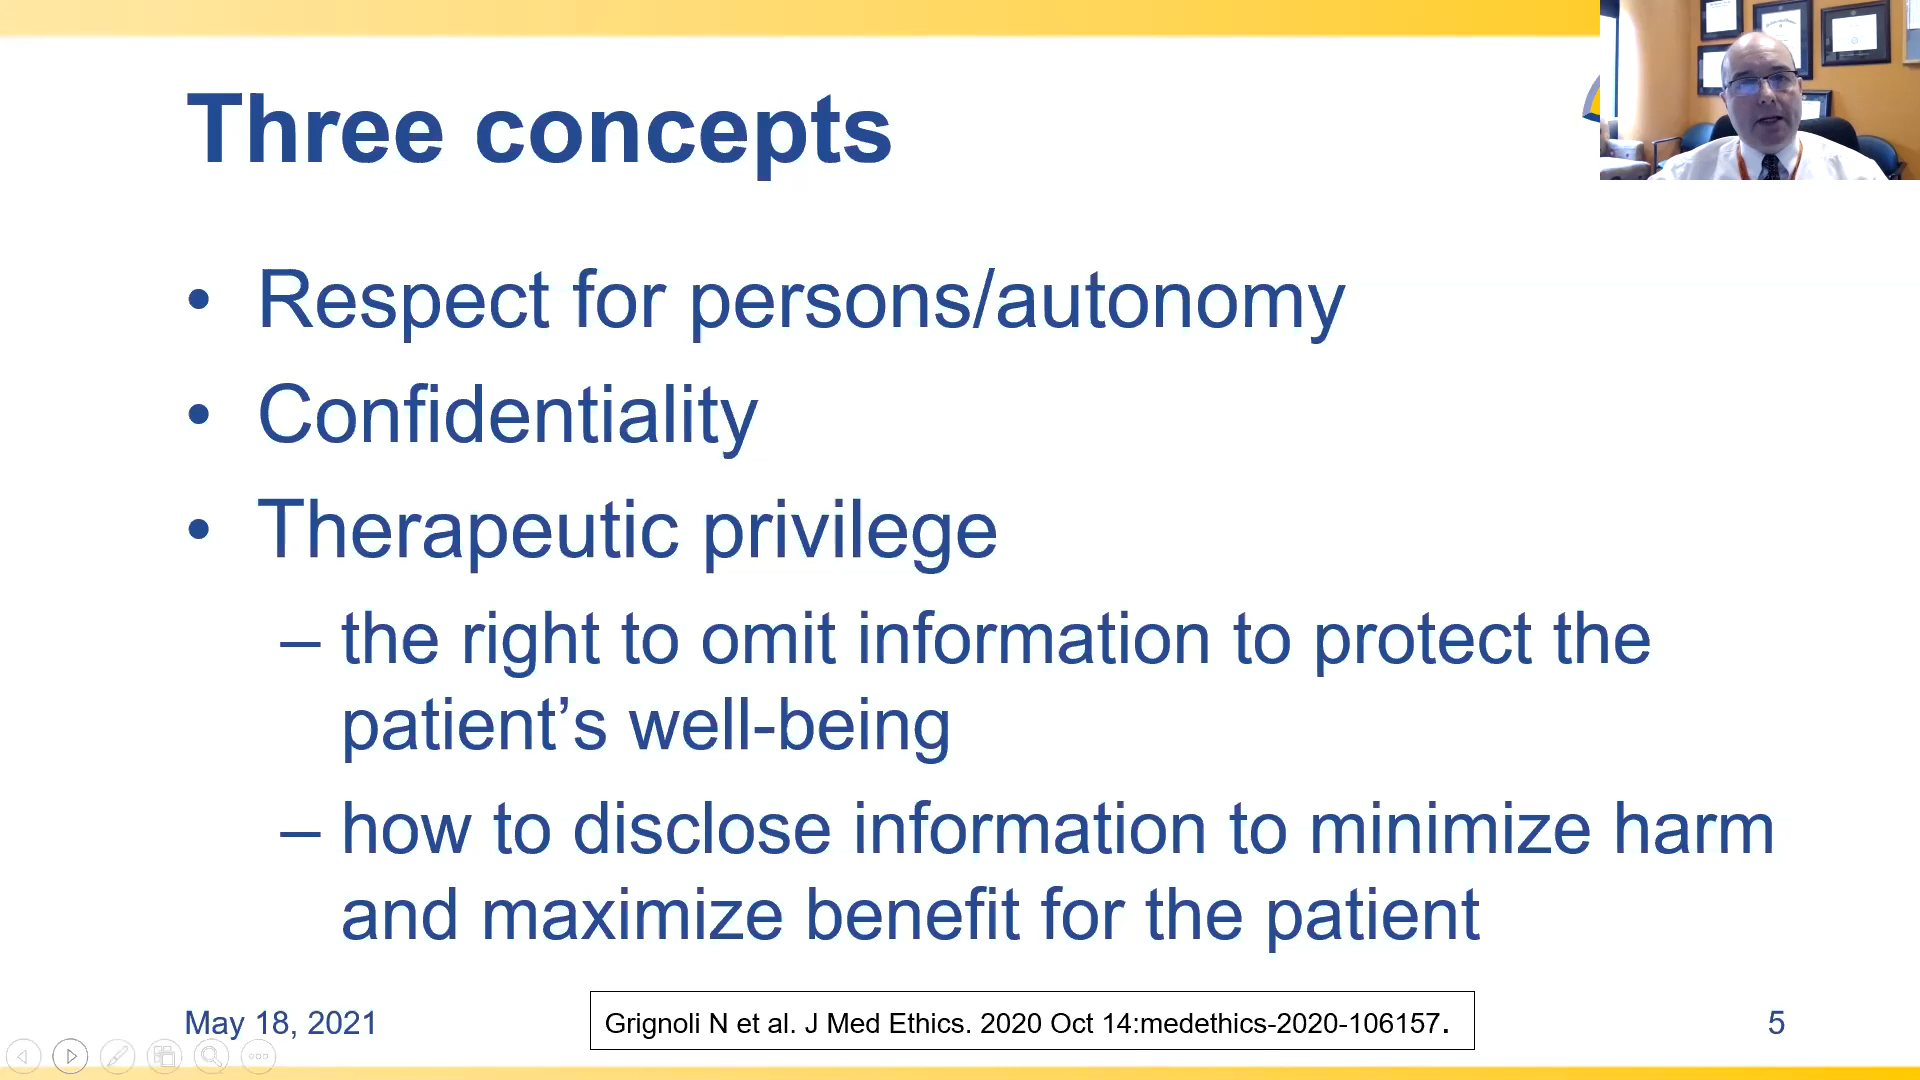 Three concepts
• Respect for persons/autonomy
• Confidentiality
• Therapeutic privilege
– the right to omit information to protect the
patient’s well-being
– how to disclose information to minimize harm
and maximize benefit for the patient
May 18, 2021
Grignoli N et al. J Med Ethics. 2020 Oct 14:medethics-2020-106157.
5